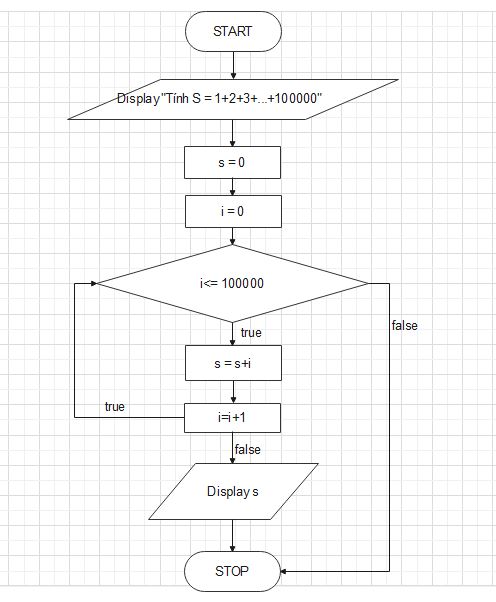 START
Display "Tính S = 1+2+3+...+100000"
s = 0
i = 0
i<= 100000
false
true
s = s+i
true
i=i+1
false
Display s
STOP